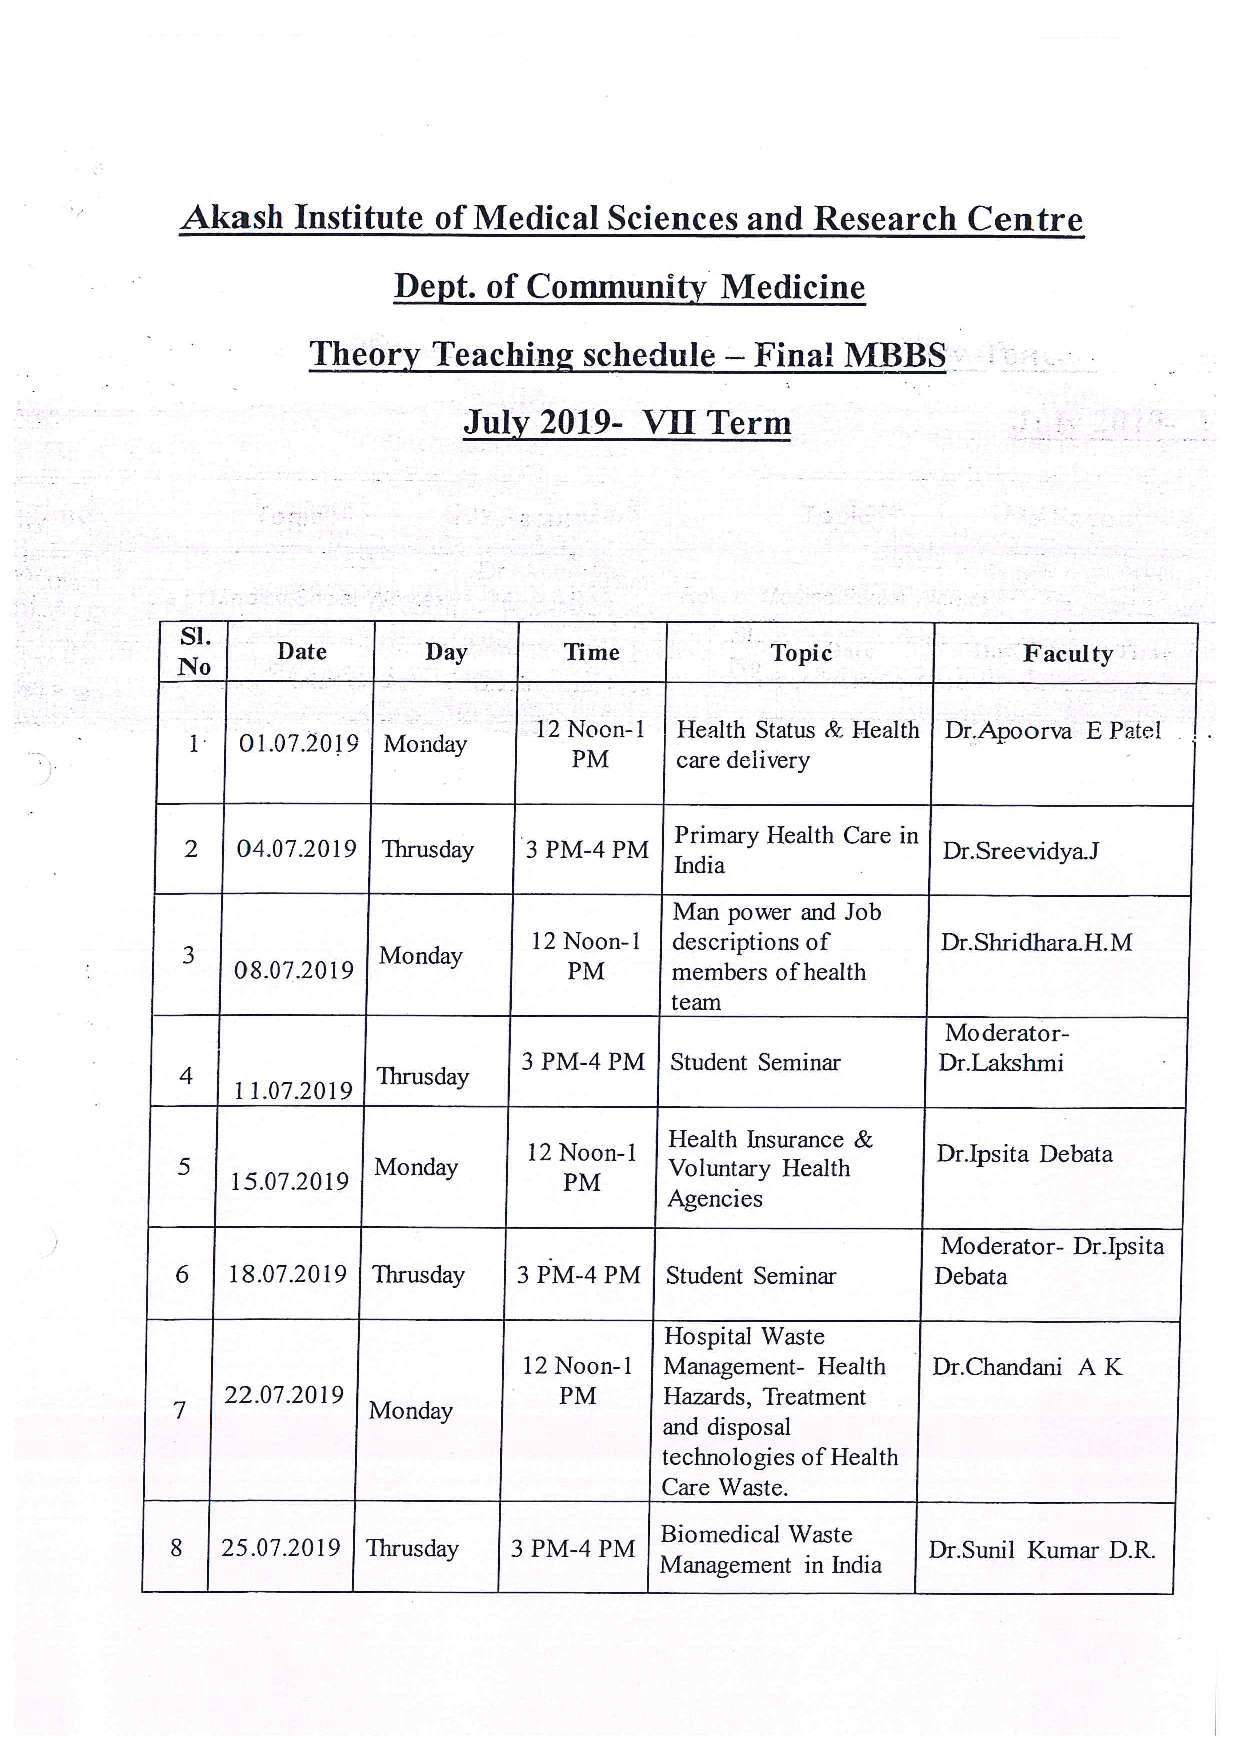 Akash Institute of Medical Sciences and Research Centre
Dept. of Community Medicine
Theory Teaching schedule – Final MBBS
July 2019- VII Term
Sl.
No
Date
Day
Time
Topic
Faculty
1
01.07.2019
Monday
12 Noon-1
PM
Health Status & Health
care delivery
Dr.Apoorva E Patel
2
04.07.2019
Thrusday
3 PM-4 PM
Primary Health Care in
India
Dr.Sreevidya.J
3
08.07.2019
Monday
12 Noon-1
PM
Man power and Job
descriptions of
members of health
team
Dr.Shridhara.H.M
4
11.07.2019
Thrusday
3 PM-4 PM
Student Seminar
Moderator-
Dr.Lakshmi
5
15.07.2019
Monday
12 Noon-1
PM
Health Insurance &
Voluntary Health
Agencies
Dr.Ipsita Debata
6
18.07.2019
Thrusday
3 PM-4 PM
Student Seminar
Moderator- Dr.Ipsita
Debata
7
22.07.2019
Monday
12 Noon-1
PM
Hospital Waste
Management- Health
Hazards, Treatment
and disposal
technologies of Health
Care Waste.
Dr.Chandani A K
8
25.07.2019
Thrusday
3 PM-4 PM
Biomedical Waste
Management in India
Dr.Sunil Kumar D.R.